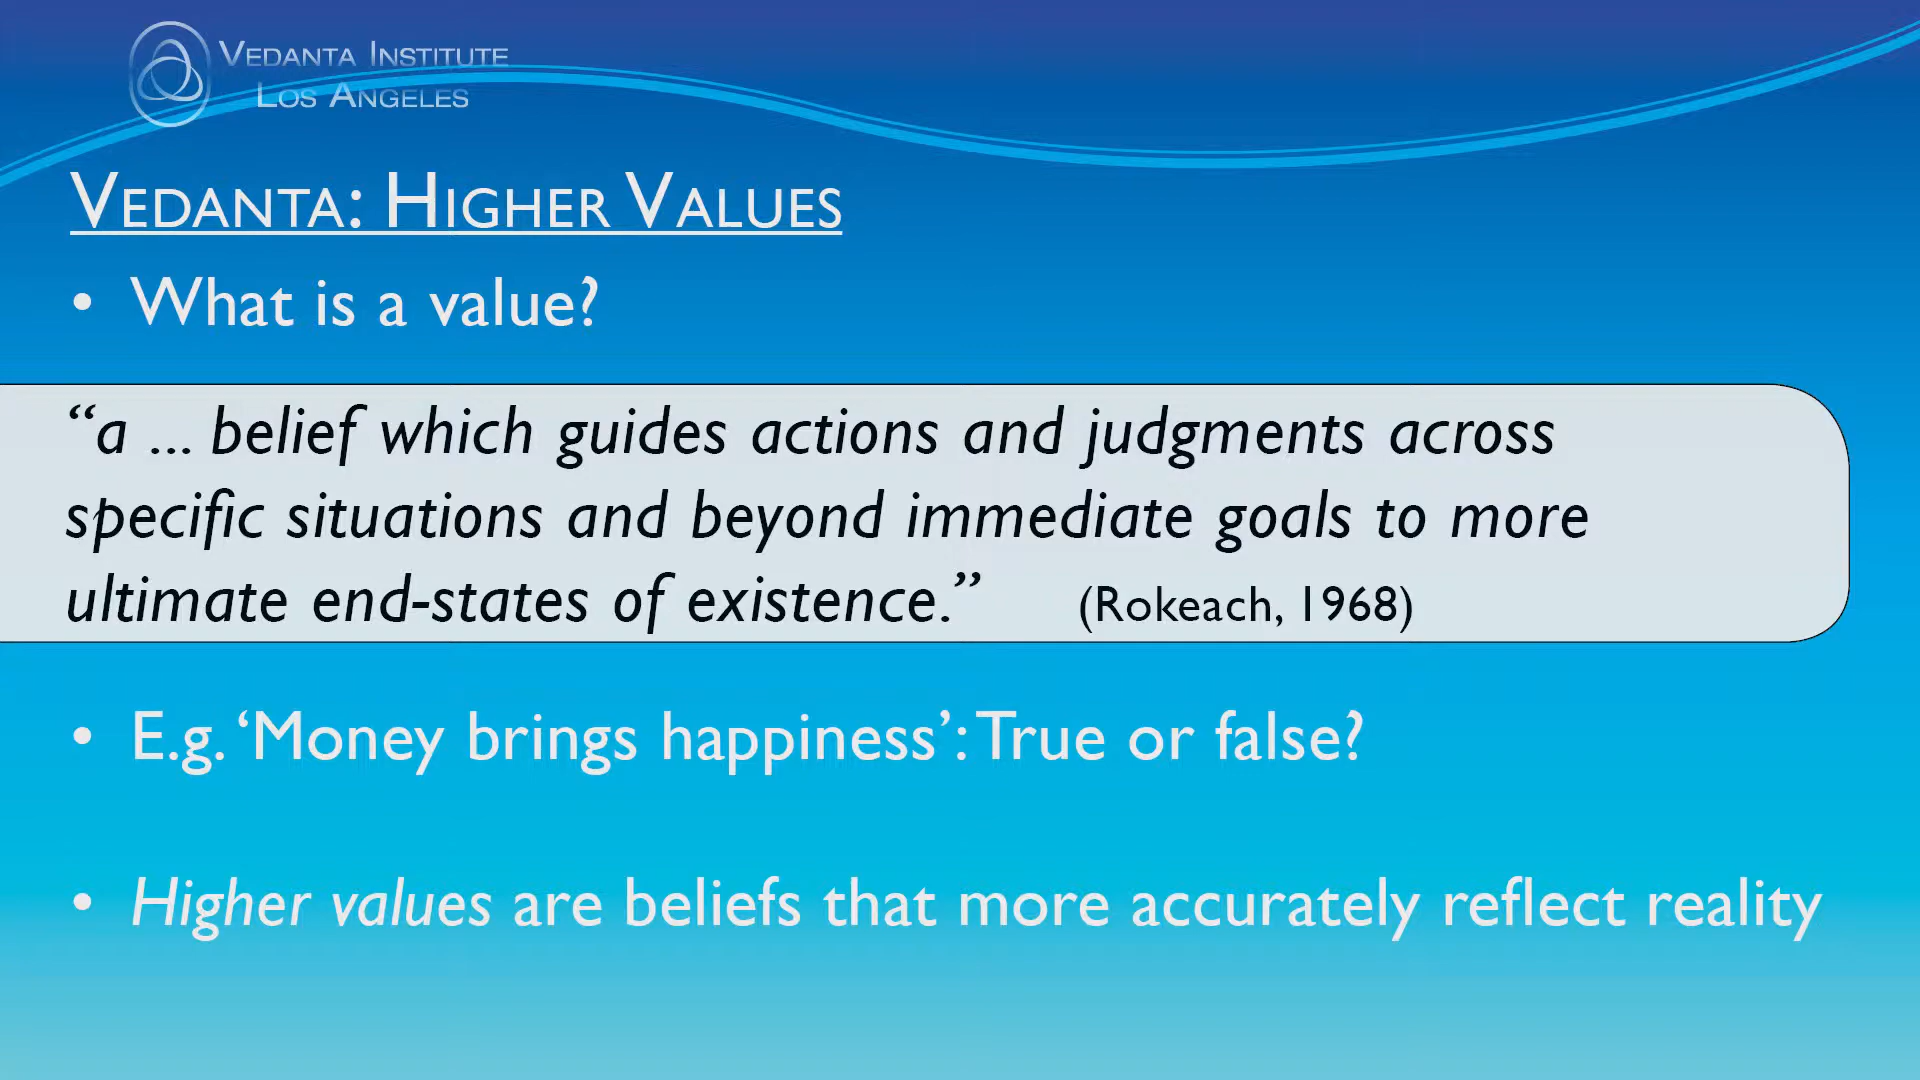 VEDANTA INSTITUTE
LOS ANGELES
VEDANTA: HIGHER VALUES
• What is a value?
“a ... belief which guides actions and judgments across
specific situations and beyond immediate goals to more
ultimate end-states of existence.” (Rokeach, 1968)
• E.g. ‘Money brings happiness’: True or false?
• Higher values are beliefs that more accurately reflect reality